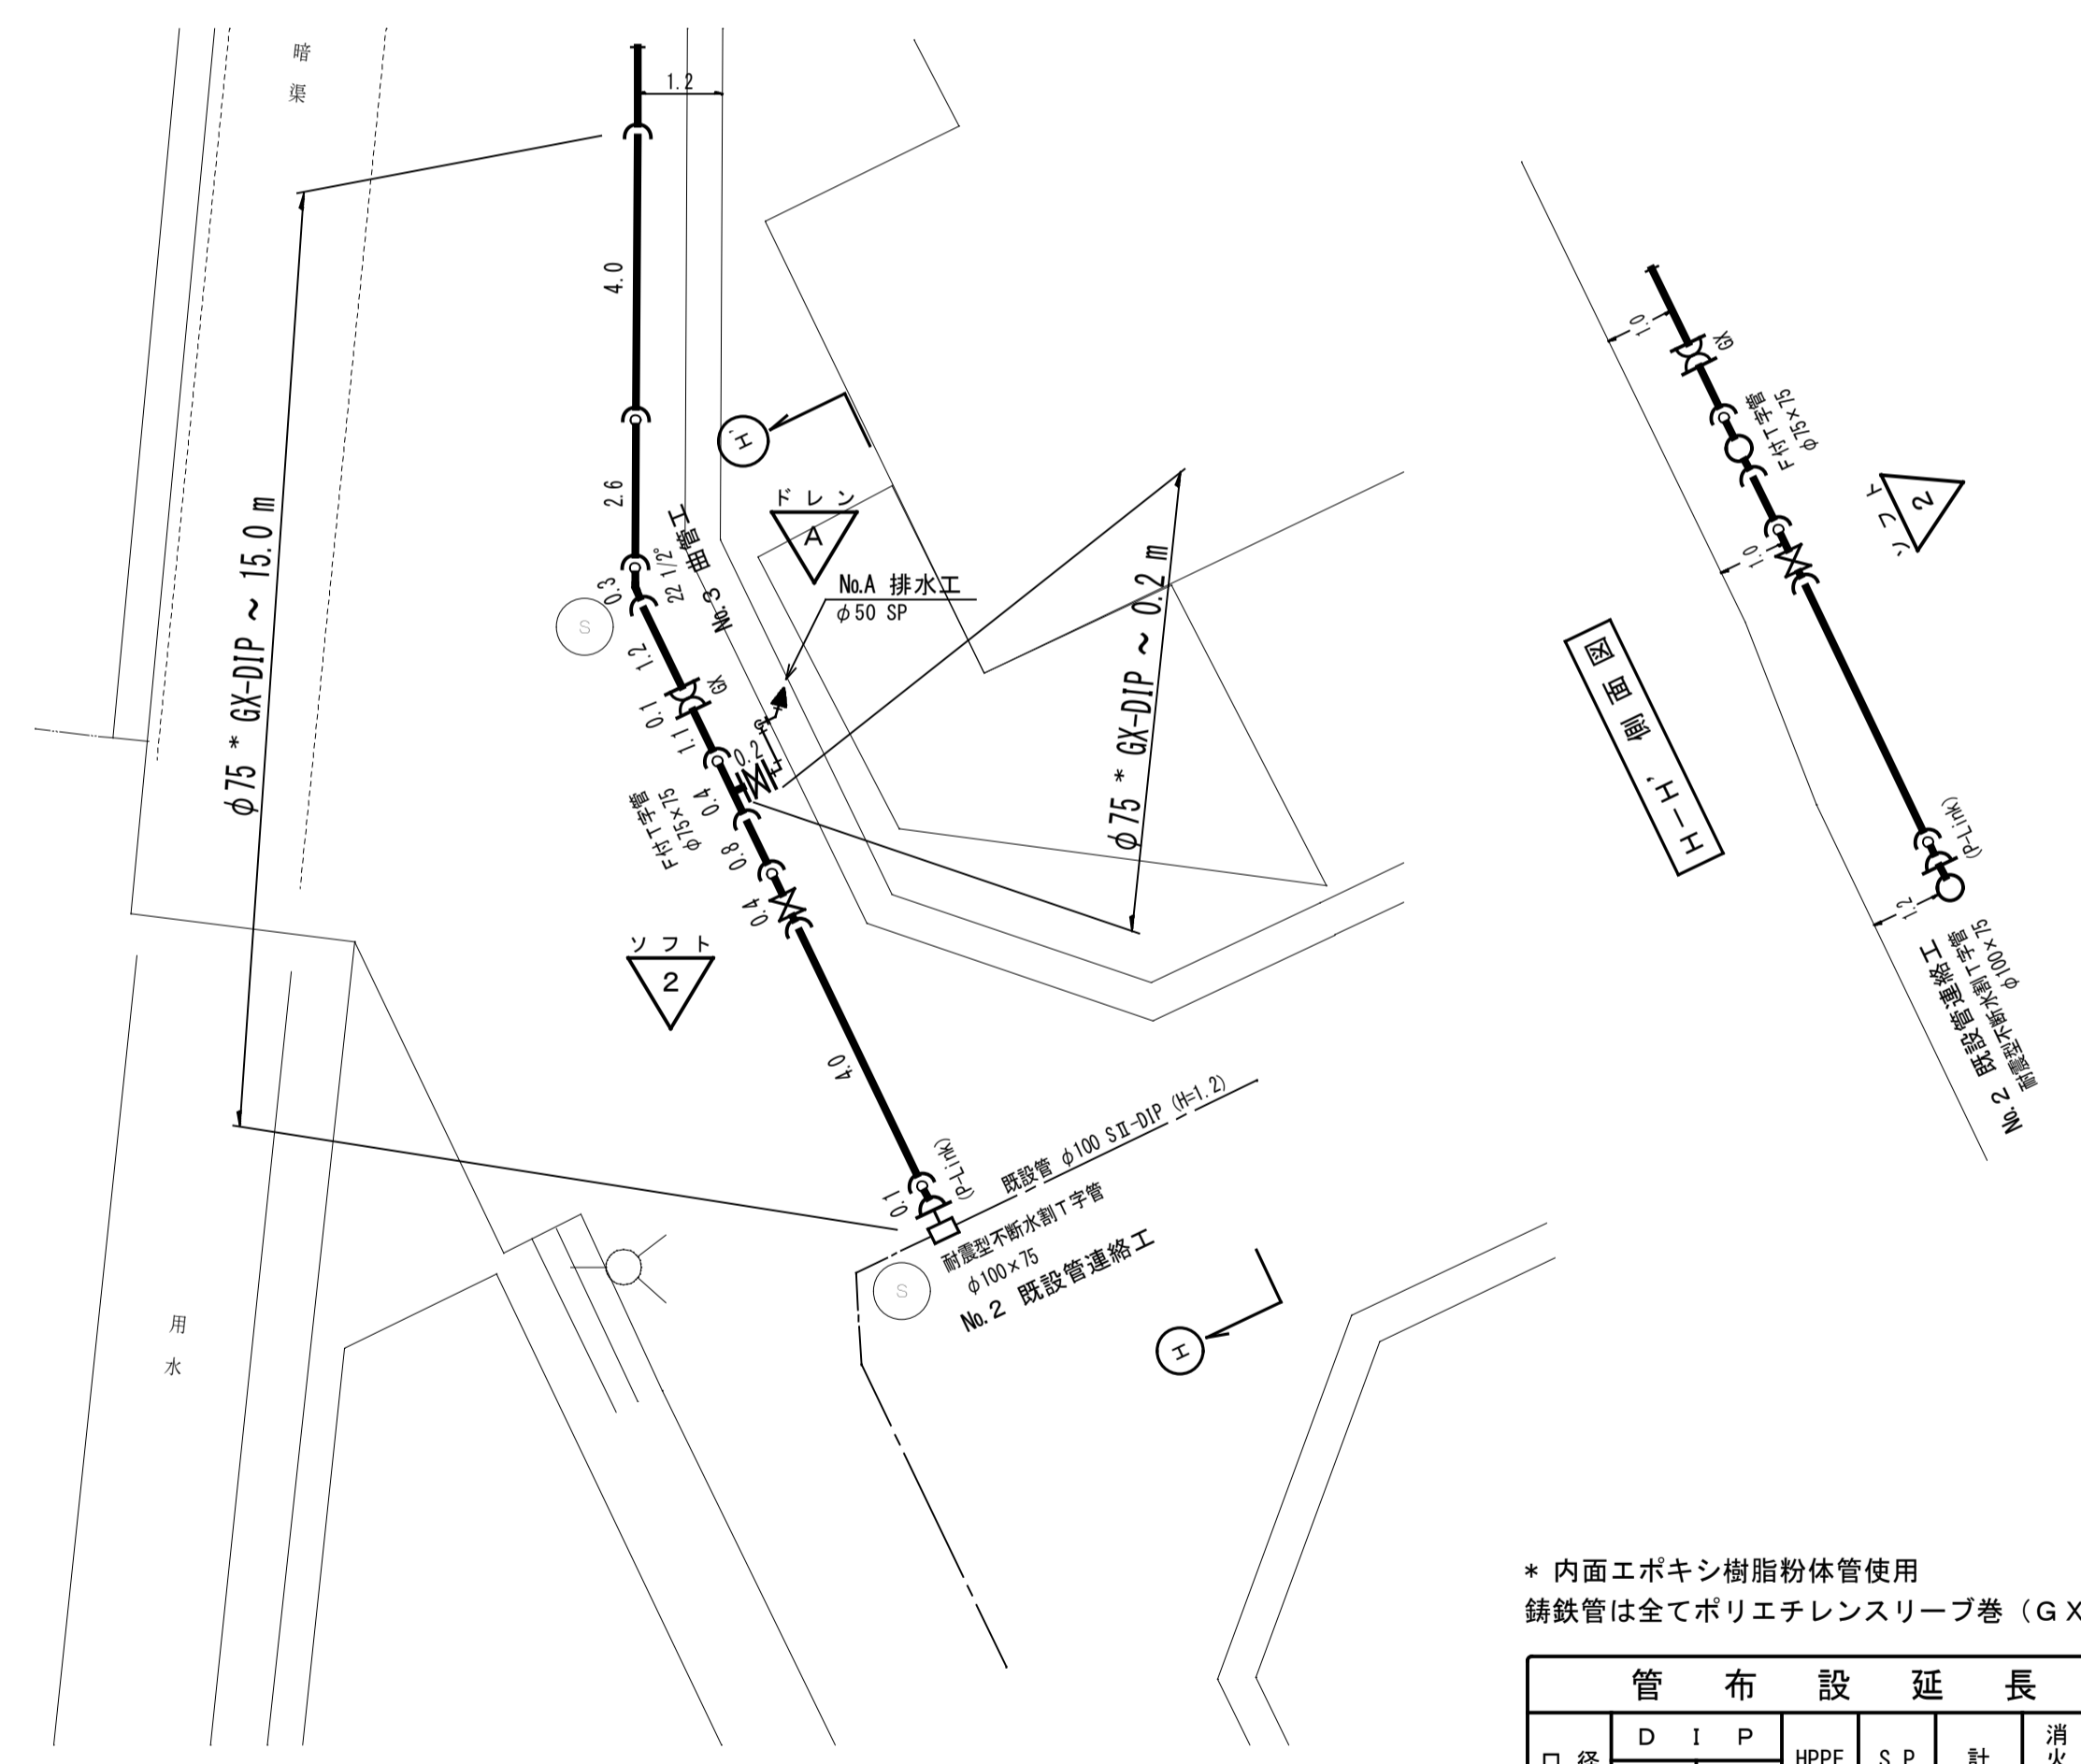 暗渠
1.2
4.0
2.6
0.3
22 1/2°
No.3 曲管工
S
1.2
GX
0.1
1.1
0.2
0.4
F付T字管
φ75×75
0.8
0.4
4.0
0.1
(P-Link)
φ75 * GX-DIP ~ 15.0 m
H
ドレン
A
No.A 排水工
φ50 SP
φ75 * GX-DIP ~ 0.2 m
ソフト
2
既設管 φ100 SⅡ-DIP (H=1.2)
耐震型不断水割T字管
φ100×75
No.2 既設管連絡工
S
H
用水
1.0
GX
F付T字管
φ75×75
ソフト
2
1.0
H-H' 側面図
(P-Link)
1.2
No.2 既設管連絡工
耐震型不断水割T字管
φ100×75
* 内面エポキシ樹脂粉体管使用
鋳鉄管は全てポリエチレンスリーブ巻（GX
管布設延長
口径
DIP
HPPE
SP
計
消火